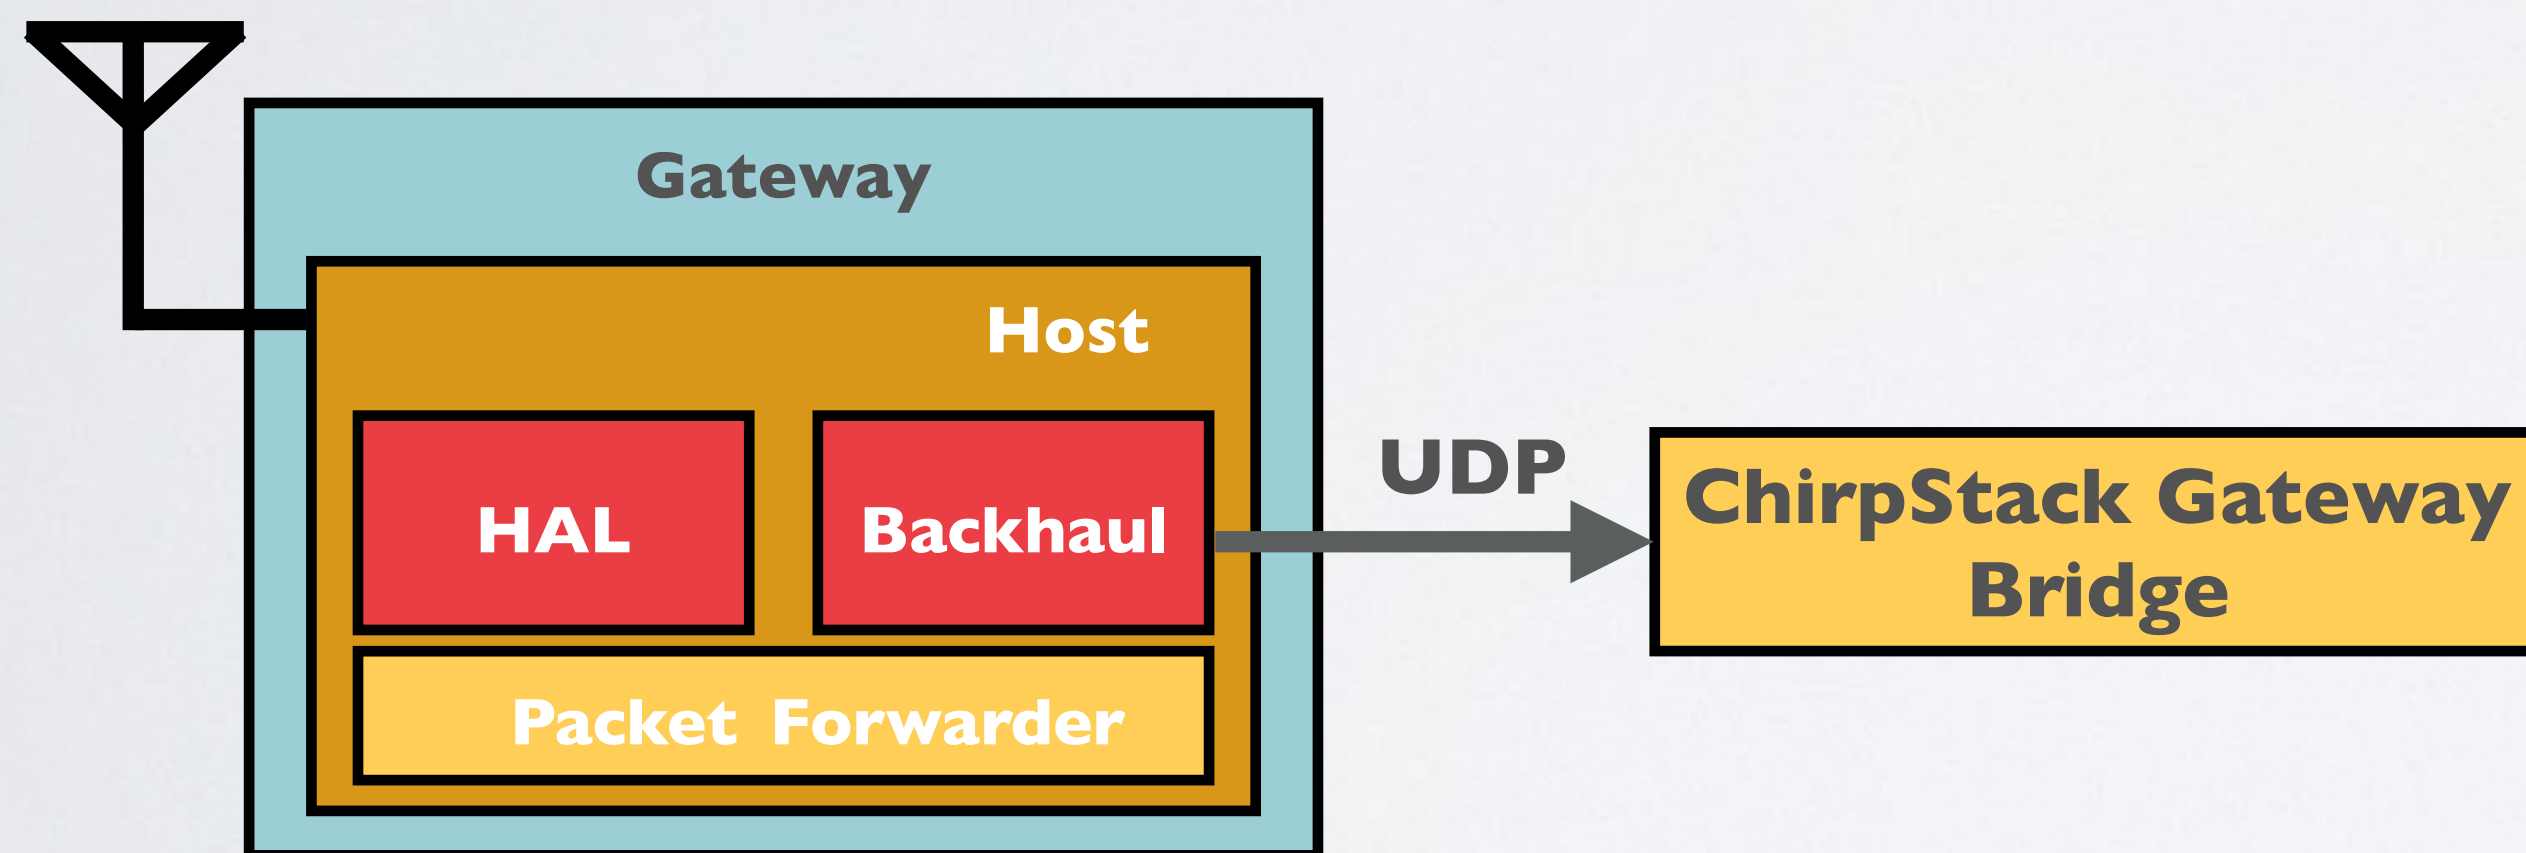 Gateway
Host
HAL
Backhaul
Packet Forwarder
UDP
ChirpStack Gateway
Bridge